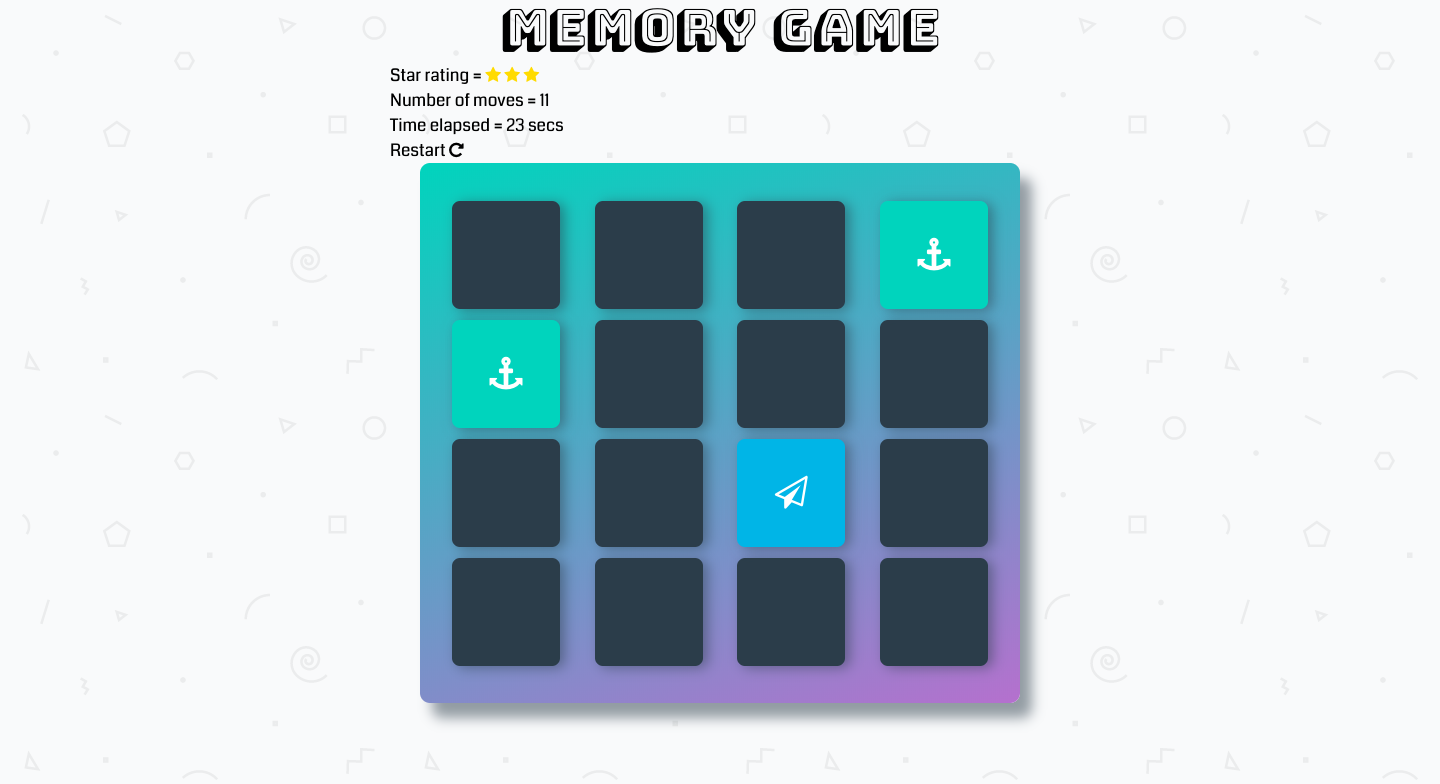 MEMORY GAME
Star rating =
Number of moves = 11
Time elapsed = 23 secs
Restart